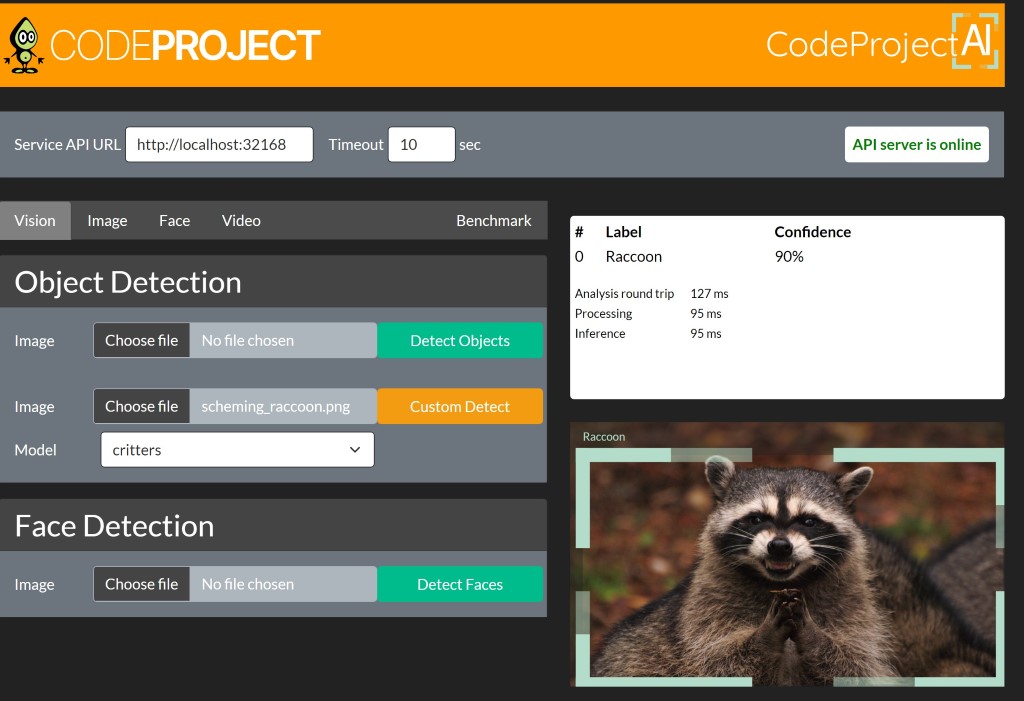 CODEPROJECT
CodeProject AI
Service API URL http://localhost:32168 Timeout 10 sec API server is online
Vision Image Face Video Benchmark
Object Detection
Image Choose file No file chosen Detect Objects
Image Choose file scheming_raccoon.png Custom Detect
Model critters
Face Detection
Image Choose file No file chosen Detect Faces
# Label Confidence
0 Raccoon 90%
Analysis round trip 127 ms
Processing 95 ms
Inference 95 ms
Raccoon